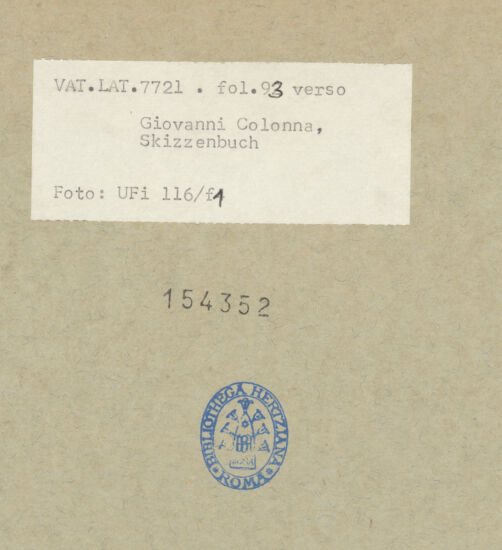 VAT.LAT.7721 . fol.93 verso
Giovanni Colonna,
Skizzenbuch
Foto: UFi 116/f1
154352
BIBLIOTHECA HERTZIANA
ROMA